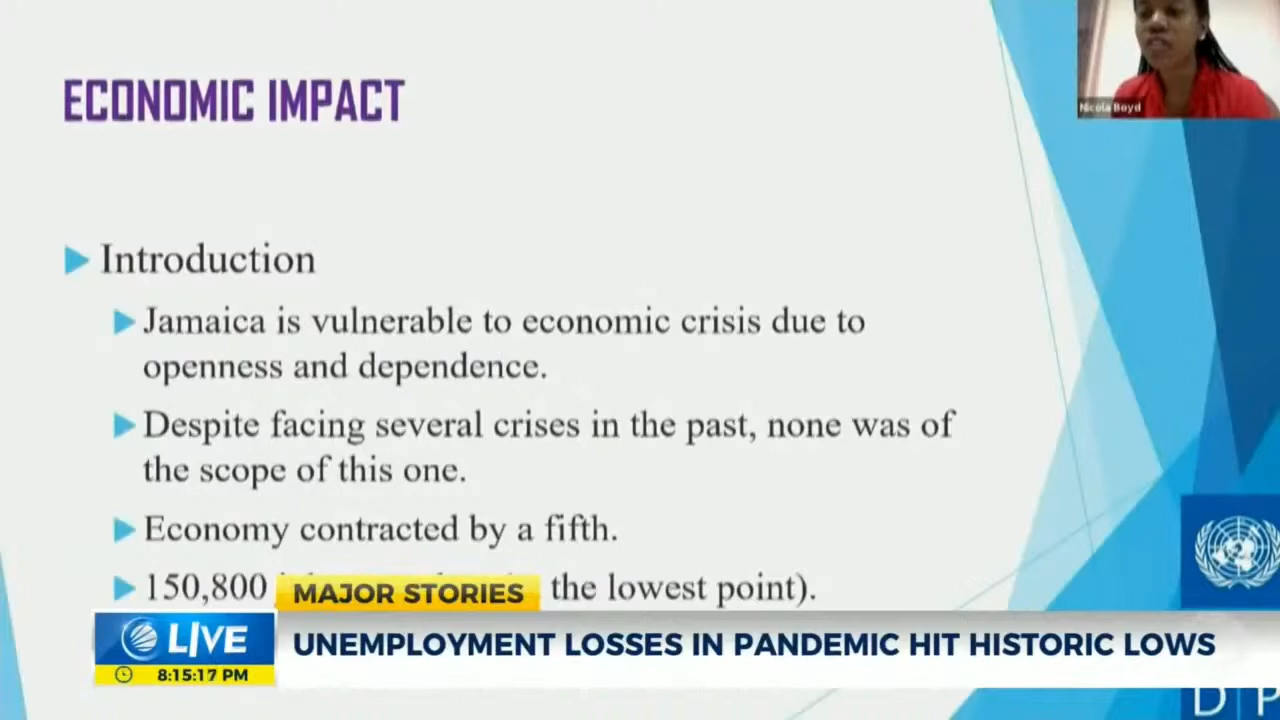 ECONOMIC IMPACT
Nicola Boyd
Introduction
Jamaica is vulnerable to economic crisis due to
openness and dependence.
Despite facing several crises in the past, none was of
the scope of this one.
Economy contracted by a fifth.
150,800 the lowest point).
MAJOR STORIES
LIVE
UNEMPLOYMENT LOSSES IN PANDEMIC HIT HISTORIC LOWS
8:15:17 PM
D P